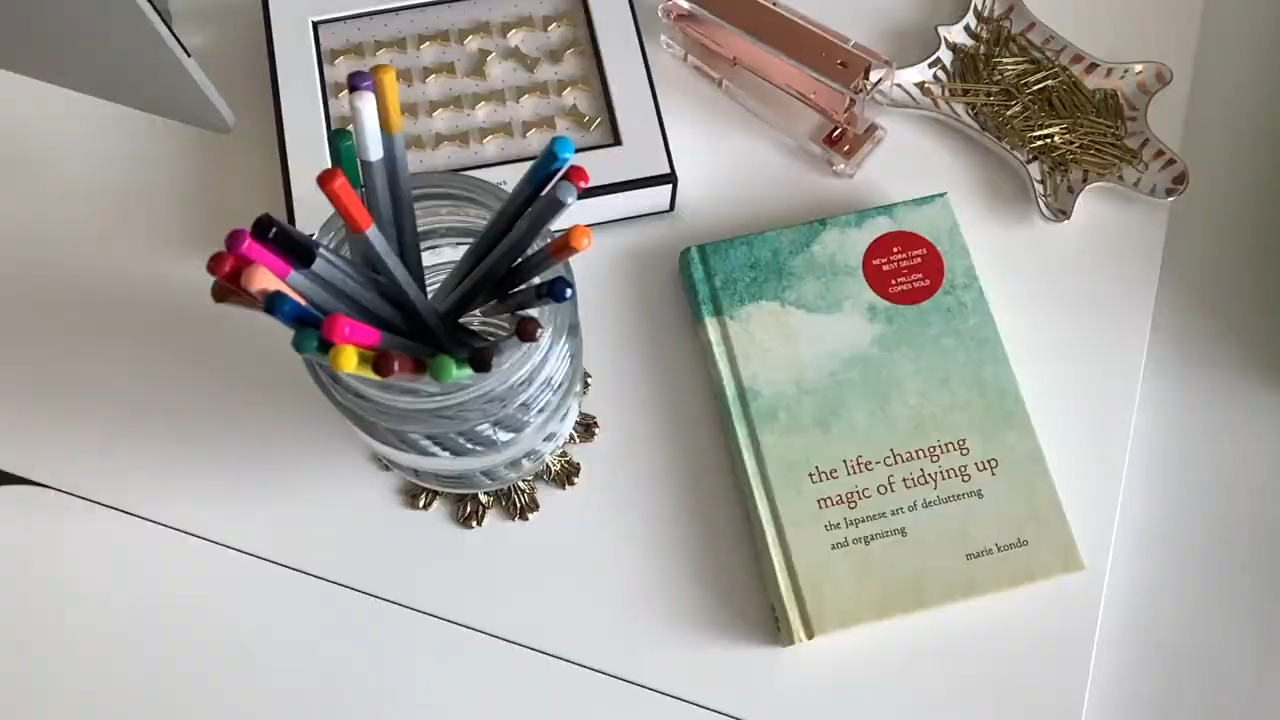 #1
NEW YORK TIMES
BEST SELLER
—
6 MILLION
COPIES SOLD
the life-changing
magic of tidying up
the Japanese art of decluttering
and organizing
marie kondo